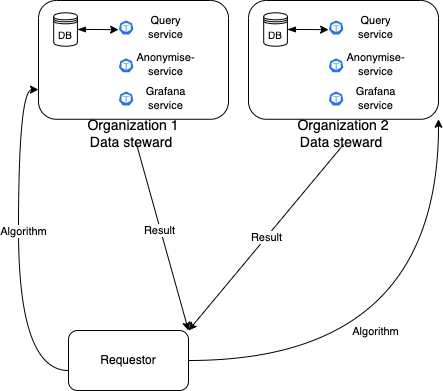 DB
Query
service
Anonymise-
service
Grafana
service
Organization 1
Data steward
DB
Query
service
Anonymise-
service
Grafana
service
Organization 2
Data steward
Algorithm
Result
Result
Algorithm
Requestor